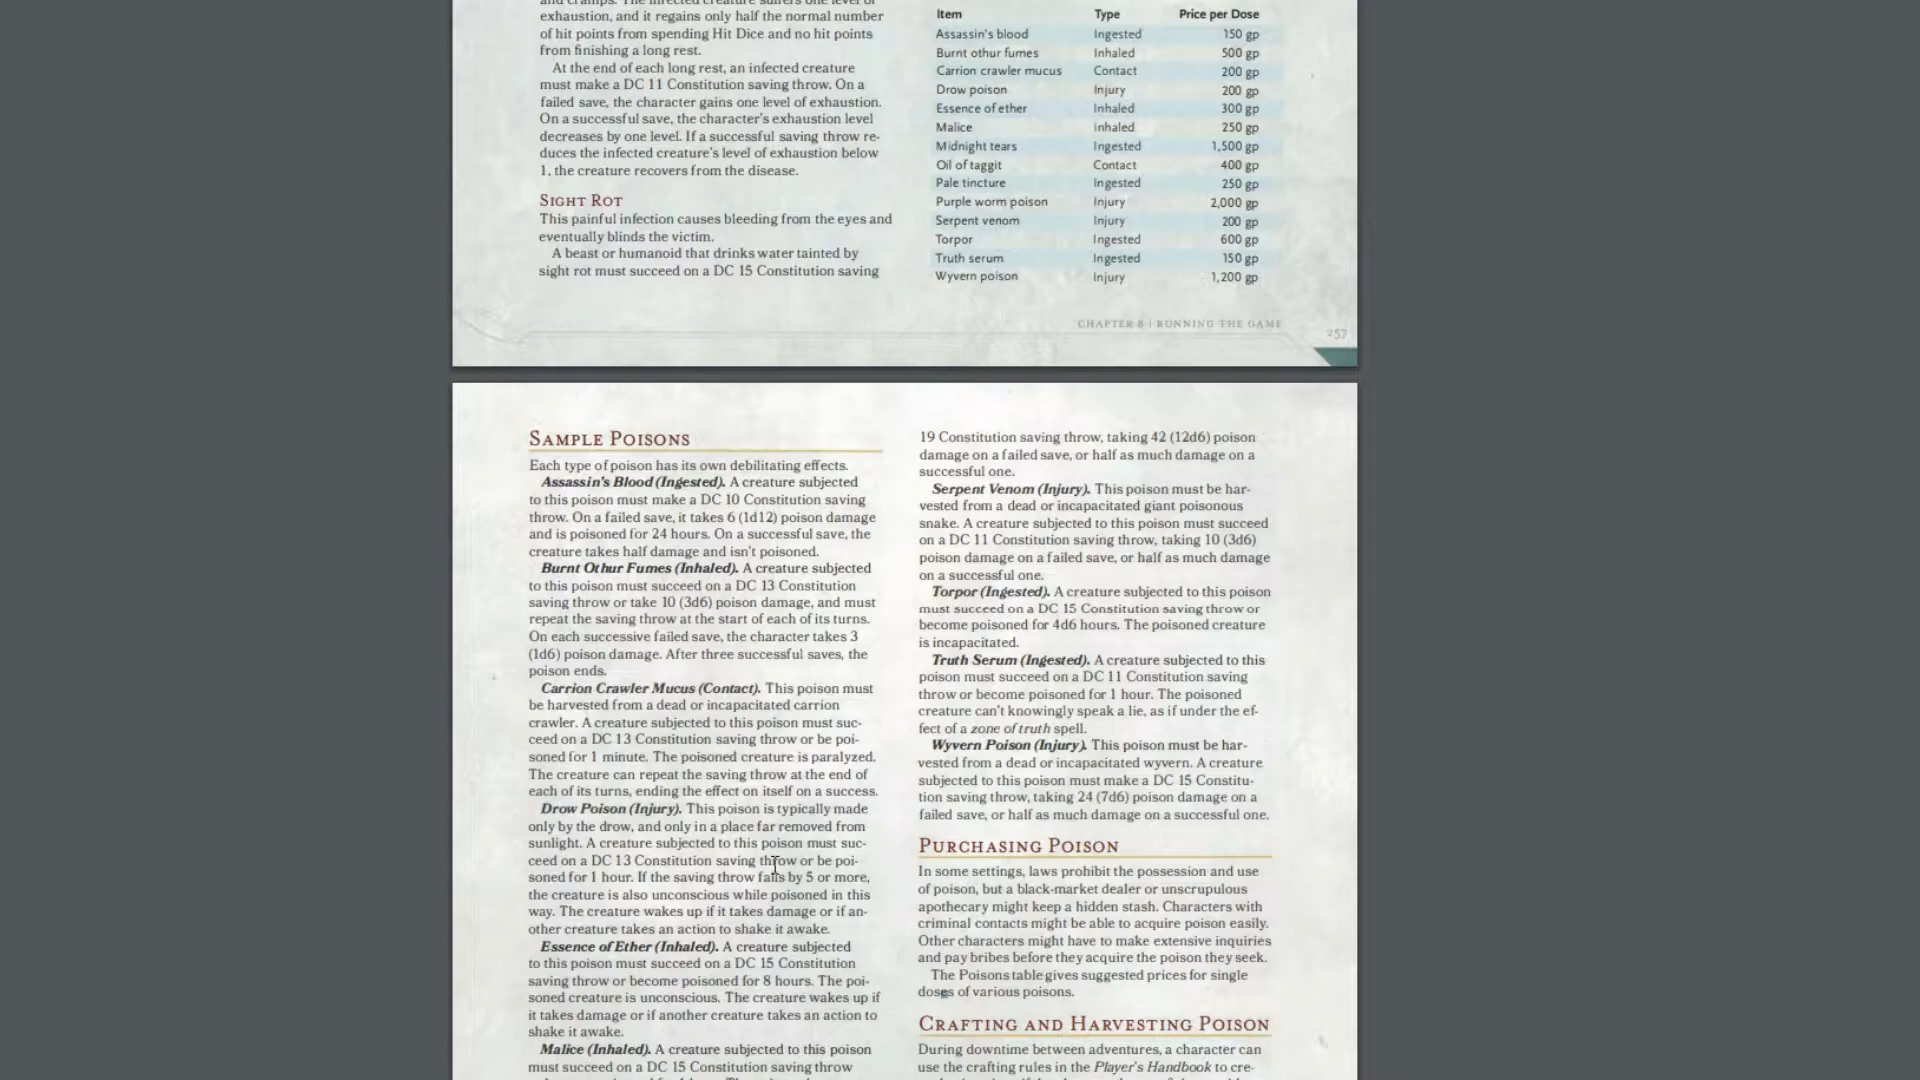 exhaustion, and it regains only half the normal number
of hit points from spending Hit Dice and no hit points
from finishing a long rest.
At the end of each long rest, an infected creature
must make a DC 11 Constitution saving throw. On a
failed save, the character gains one level of exhaustion.
On a successful save, the character's exhaustion level
decreases by one level. If a successful saving throw re-
duces the infected creature's level of exhaustion below
1, the creature recovers from the disease.
SIGHT ROT
This painful infection causes bleeding from the eyes and
eventually blinds the victim.
A beast or humanoid that drinks water tainted by
sight rot must succeed on a DC 15 Constitution saving
Item Type Price per Dose
Assassin's blood Ingested 150 gp
Burnt othur fumes Inhaled 500 gp
Carrion crawler mucus Contact 200 gp
Drow poison Injury 200 gp
Essence of ether Inhaled 300 gp
Malice Inhaled 250 gp
Midnight tears Ingested 1,500 gp
Oil of taggit Contact 400 gp
Pale tincture Ingested 250 gp
Purple worm poison Injury 2,000 gp
Serpent venom Injury 200 gp
Torpor Ingested 600 gp
Truth serum Ingested 150 gp
Wyvern poison Injury 1,200 gp
CHAPTER 8 | RUNNING THE GAME
257
SAMPLE POISONS
Each type of poison has its own debilitating effects.
Assassin's Blood (Ingested). A creature subjected
to this poison must make a DC 10 Constitution saving
throw. On a failed save, it takes 6 (1d12) poison damage
and is poisoned for 24 hours. On a successful save, the
creature takes half damage and isn't poisoned.
Burnt Othur Fumes (Inhaled). A creature subjected
to this poison must succeed on a DC 13 Constitution
saving throw or take 10 (3d6) poison damage, and must
repeat the saving throw at the start of each of its turns.
On each successive failed save, the character takes 3
(1d6) poison damage. After three successful saves, the
poison ends.
Carrion Crawler Mucus (Contact). This poison must
be harvested from a dead or incapacitated carrion
crawler. A creature subjected to this poison must suc-
ceed on a DC 13 Constitution saving throw or be poi-
soned for 1 minute. The poisoned creature is paralyzed.
The creature can repeat the saving throw at the end of
each of its turns, ending the effect on itself on a success.
Drow Poison (Injury). This poison is typically made
only by the drow, and only in a place far removed from
sunlight. A creature subjected to this poison must suc-
ceed on a DC 13 Constitution saving throw or be poi-
soned for 1 hour. If the saving throw fails by 5 or more,
the creature is also unconscious while poisoned in this
way. The creature wakes up if it takes damage or if an-
other creature takes an action to shake it awake.
Essence of Ether (Inhaled). A creature subjected
to this poison must succeed on a DC 15 Constitution
saving throw or become poisoned for 8 hours. The poi-
soned creature is unconscious. The creature wakes up if
it takes damage or if another creature takes an action to
shake it awake.
Malice (Inhaled). A creature subjected to this poison
must succeed on a DC 15 Constitution saving throw
19 Constitution saving throw, taking 42 (12d6) poison
damage on a failed save, or half as much damage on a
successful one.
Serpent Venom (Injury). This poison must be har-
vested from a dead or incapacitated giant poisonous
snake. A creature subjected to this poison must succeed
on a DC 11 Constitution saving throw, taking 10 (3d6)
poison damage on a failed save, or half as much damage
on a successful one.
Torpor (Ingested). A creature subjected to this poison
must succeed on a DC 15 Constitution saving throw or
become poisoned for 4d6 hours. The poisoned creature
is incapacitated.
Truth Serum (Ingested). A creature subjected to this
poison must succeed on a DC 11 Constitution saving
throw or become poisoned for 1 hour. The poisoned
creature can't knowingly speak a lie, as if under the ef-
fect of a zone of truth spell.
Wyvern Poison (Injury). This poison must be har-
vested from a dead or incapacitated wyvern. A creature
subjected to this poison must make a DC 15 Constitu-
tion saving throw, taking 24 (7d6) poison damage on a
failed save, or half as much damage on a successful one.
PURCHASING POISON
In some settings, laws prohibit the possession and use
of poison, but a black-market dealer or unscrupulous
apothecary might keep a hidden stash. Characters with
criminal contacts might be able to acquire poison easily.
Other characters might have to make extensive inquiries
and pay bribes before they acquire the poison they seek.
The Poisons table gives suggested prices for single
doses of various poisons.
CRAFTING AND HARVESTING POISON
During downtime between adventures, a character can
use the crafting rules in the Player's Handbook to cre-